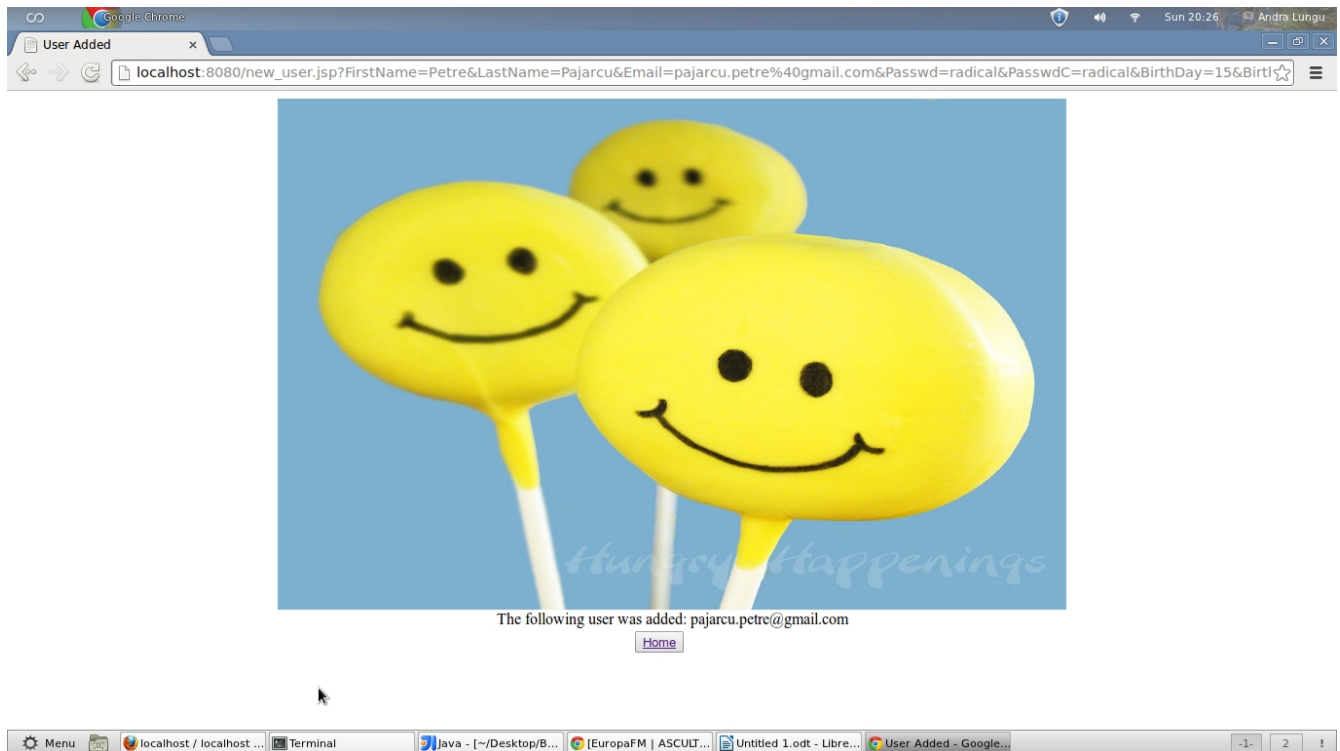 Google Chrome
Sun 20:26
Andra Lungu
User Added
localhost:8080/new_user.jsp?FirstName=Petre&LastName=Pajarcu&Email=pajarcu.petre%40gmail.com&Passwd=radical&PasswdC=radical&BirthDay=15&Birtl
Hungry Happenings
The following user was added: pajarcu.petre@gmail.com
Home
Menu
localhost / localhost ...
Terminal
Java - [~/Desktop/B...
[EuropaFM | ASCULT...
Untitled 1.odt - Libre...
User Added - Google...
-1-
2
!